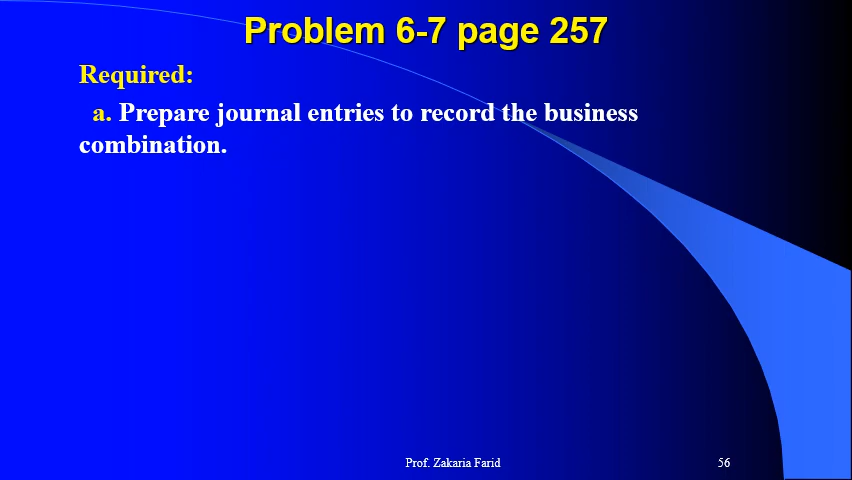 Problem 6-7 page 257
Required:
a. Prepare journal entries to record the business
combination.
Prof. Zakaria Farid
56